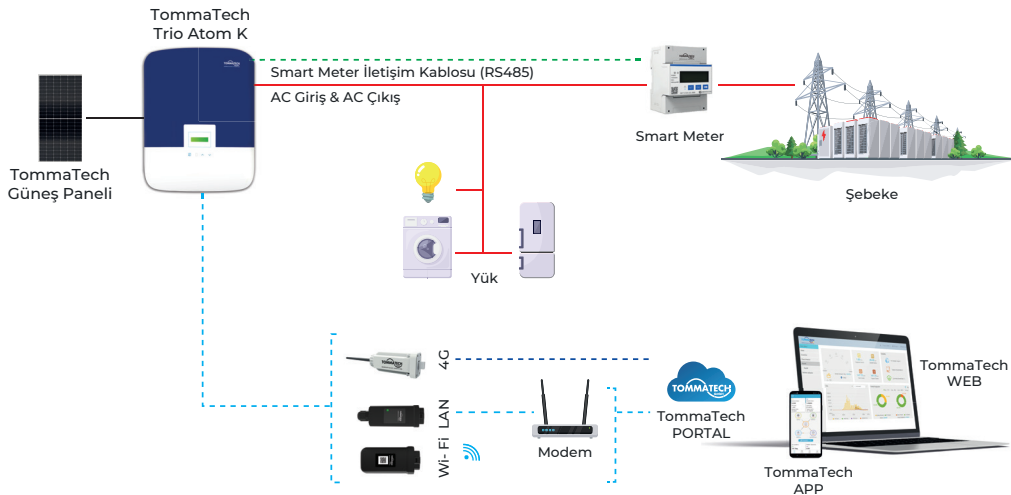 TommaTech
Trio Atom K
TOMMATECH
Smart Meter İletişim Kablosu (RS485)
AC Giriş & AC Çıkış
Smart Meter
TommaTech
Güneş Paneli
Şebeke
Yük
4G
LAN
Wi- Fi
Modem
TOMMATECH
TommaTech
PORTAL
TommaTech
WEB
TommaTech
APP